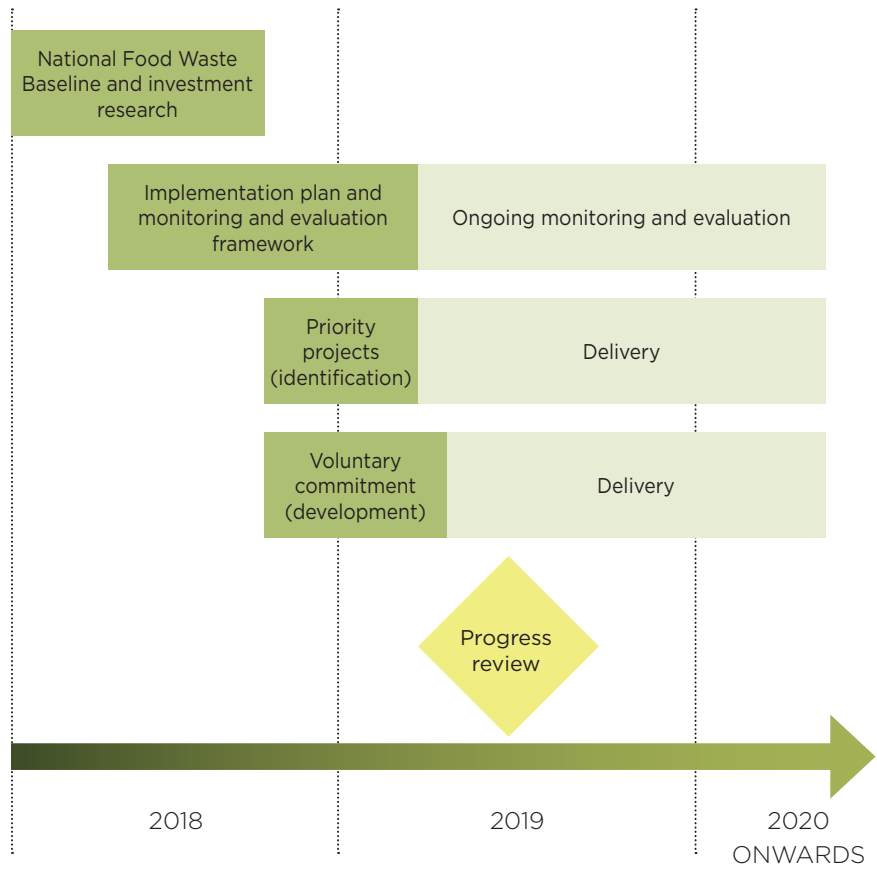 National Food Waste
Baseline and investment
research
Implementation plan and
monitoring and evaluation
framework
Ongoing monitoring and evaluation
Priority
projects
(identification)
Delivery
Voluntary
commitment
(development)
Delivery
Progress
review
2018
2019
2020
ONWARDS